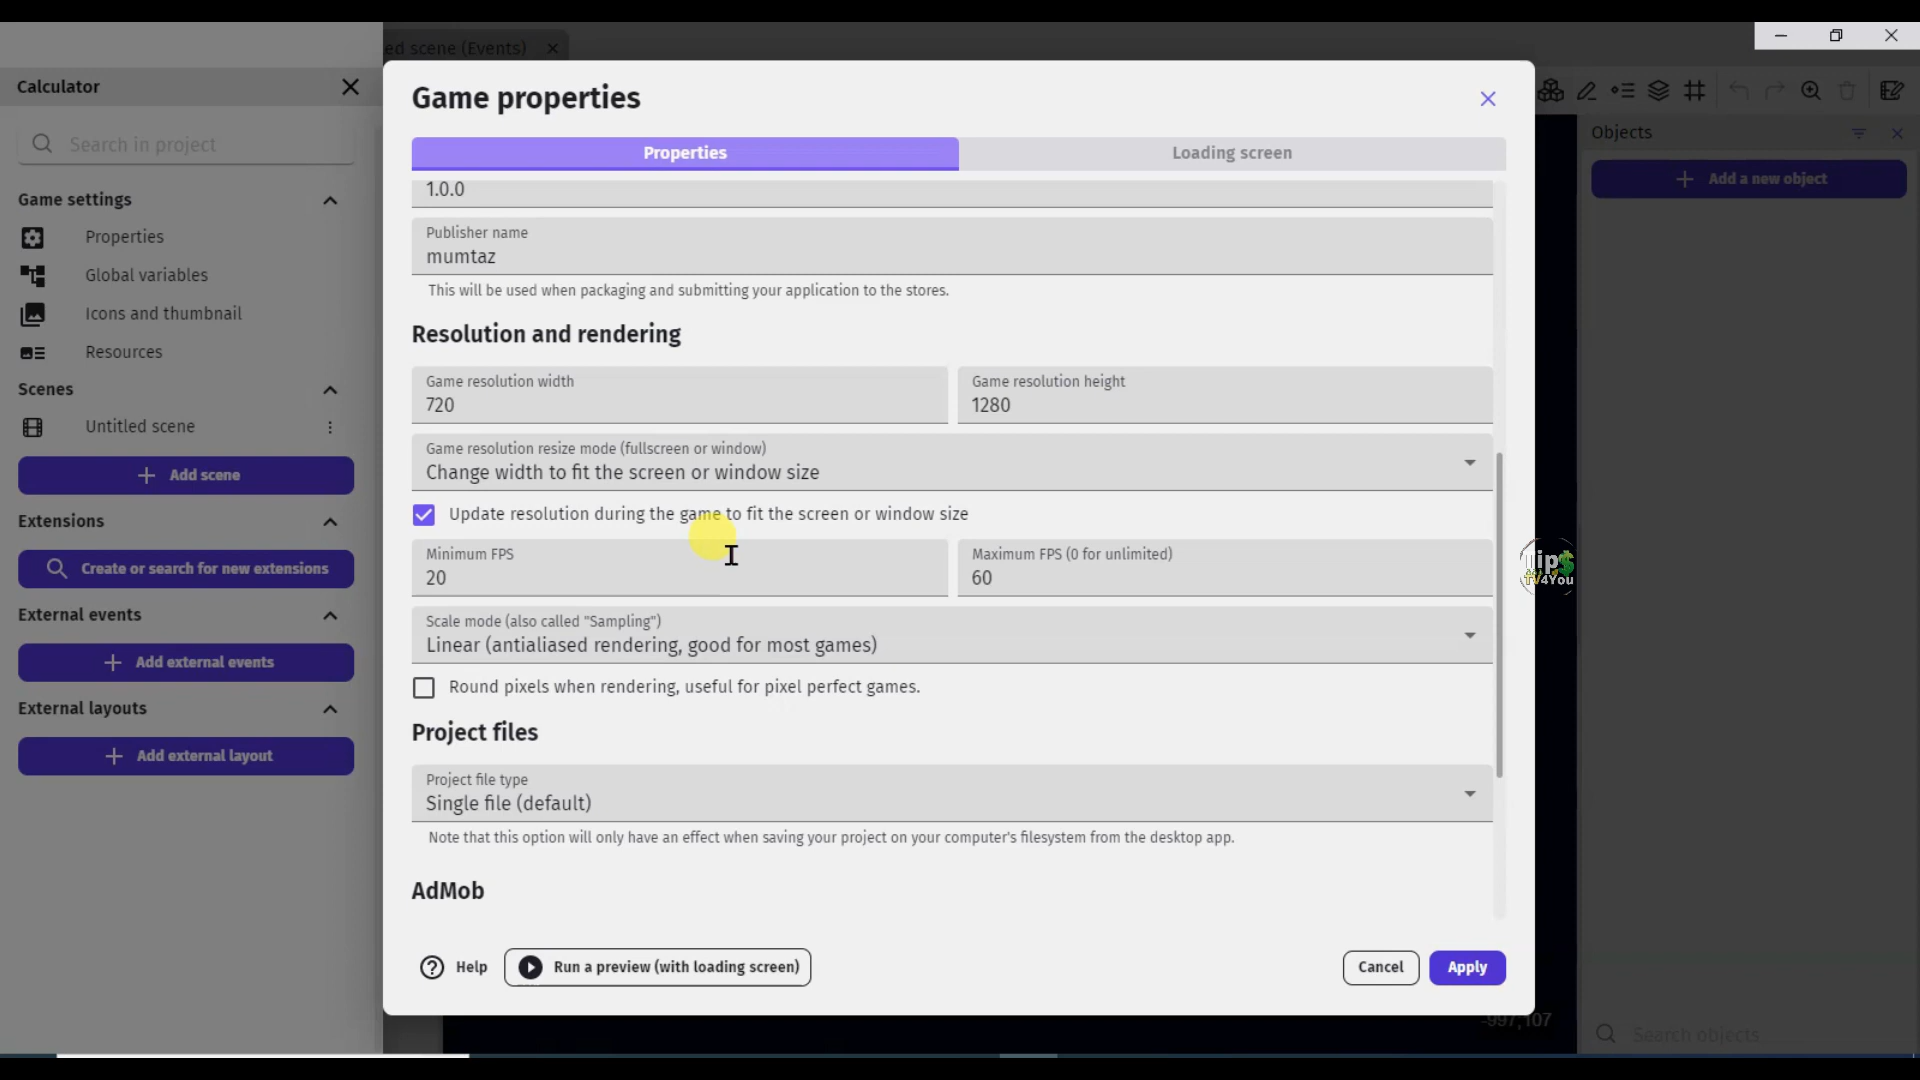 ed scene (Events)
Calculator
Search in project
Game settings
Properties
Global variables
Icons and thumbnail
Resources
Scenes
Untitled scene
Add scene
Extensions
Create or search for new extensions
External events
Add external events
External layouts
Add external layout
Game properties
Properties
Loading screen
1.0.0
Publisher name
mumtaz
This will be used when packaging and submitting your application to the stores.
Resolution and rendering
Game resolution width
720
Game resolution height
1280
Game resolution resize mode (fullscreen or window)
Change width to fit the screen or window size
Update resolution during the game to fit the screen or window size
Minimum FPS
20
Maximum FPS (0 for unlimited)
60
Scale mode (also called "Sampling")
Linear (antialiased rendering, good for most games)
Round pixels when rendering, useful for pixel perfect games.
Project files
Project file type
Single file (default)
Note that this option will only have an effect when saving your project on your computer's filesystem from the desktop app.
AdMob
Help
Run a preview (with loading screen)
Cancel
Apply
Objects
Add a new object
Tips
TV4You
-997;107
Search objects